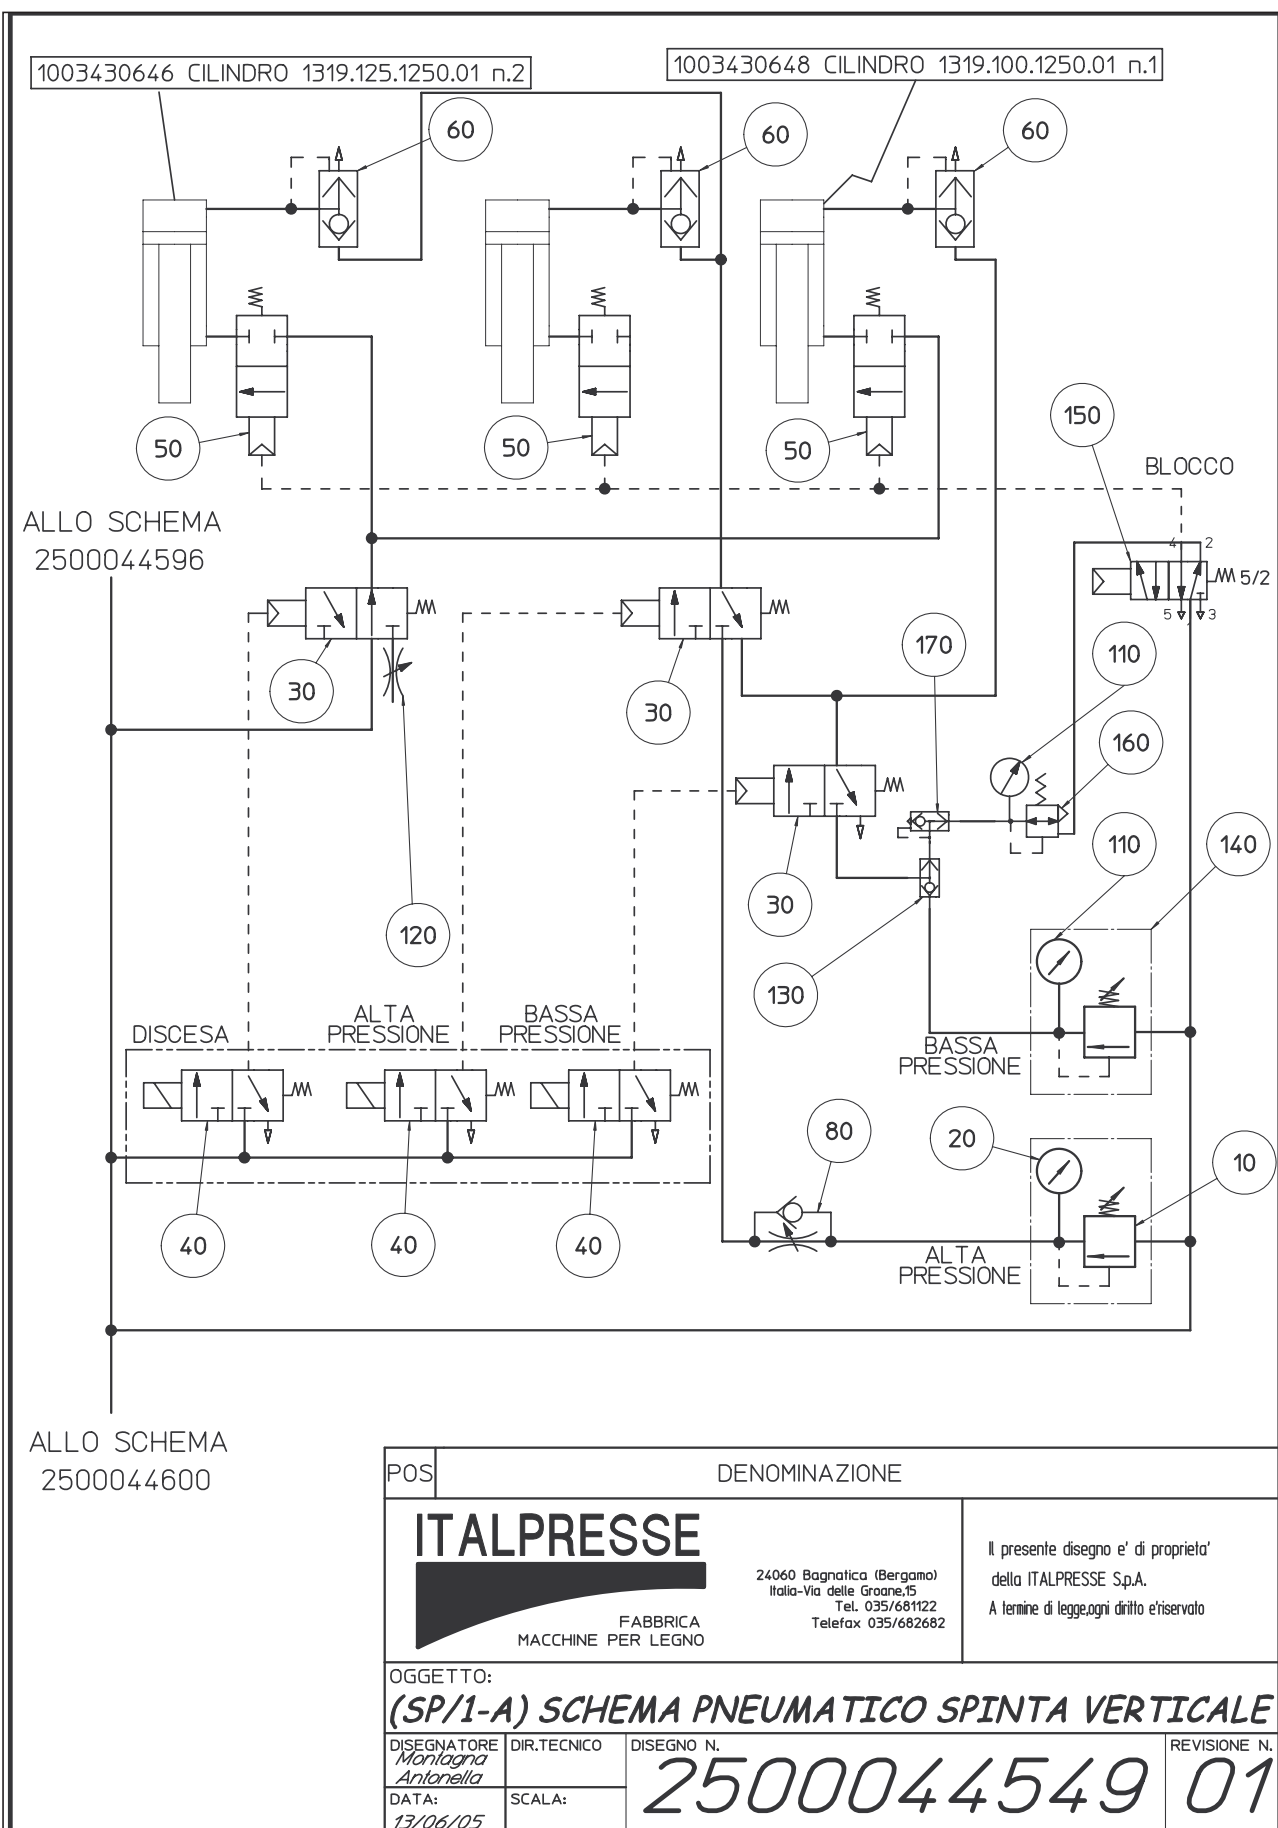 1003430646 CILINDRO 1319.125.1250.01 n.2
1003430648 CILINDRO 1319.100.1250.01 n.1
60
60
60
50
50
50
150
BLOCCO
ALLO SCHEMA
2500044596
4
2
5/2
5
3
30
30
170
110
160
110
140
30
120
130
DISCESA
ALTA
PRESSIONE
BASSA
PRESSIONE
BASSA
PRESSIONE
80
20
10
40
40
40
ALTA
PRESSIONE
ALLO SCHEMA
2500044600
POS
DENOMINAZIONE
ITALPRESSE
FABBRICA
MACCHINE PER LEGNO
24060 Bagnatica (Bergamo)
Italia-Via delle Groane,15
Tel. 035/681122
Telefax 035/682682
Il presente disegno e' di proprieta'
della ITALPRESSE S.p.A.
A termine di legge,ogni diritto e'riservato
OGGETTO:
(SP/1-A) SCHEMA PNEUMATICO SPINTA VERTICALE
DISEGNATORE
Montagna
Antonella
DIR.TECNICO
DISEGNO N.
2500044549
REVISIONE N.
01
DATA:
13/06/05
SCALA: